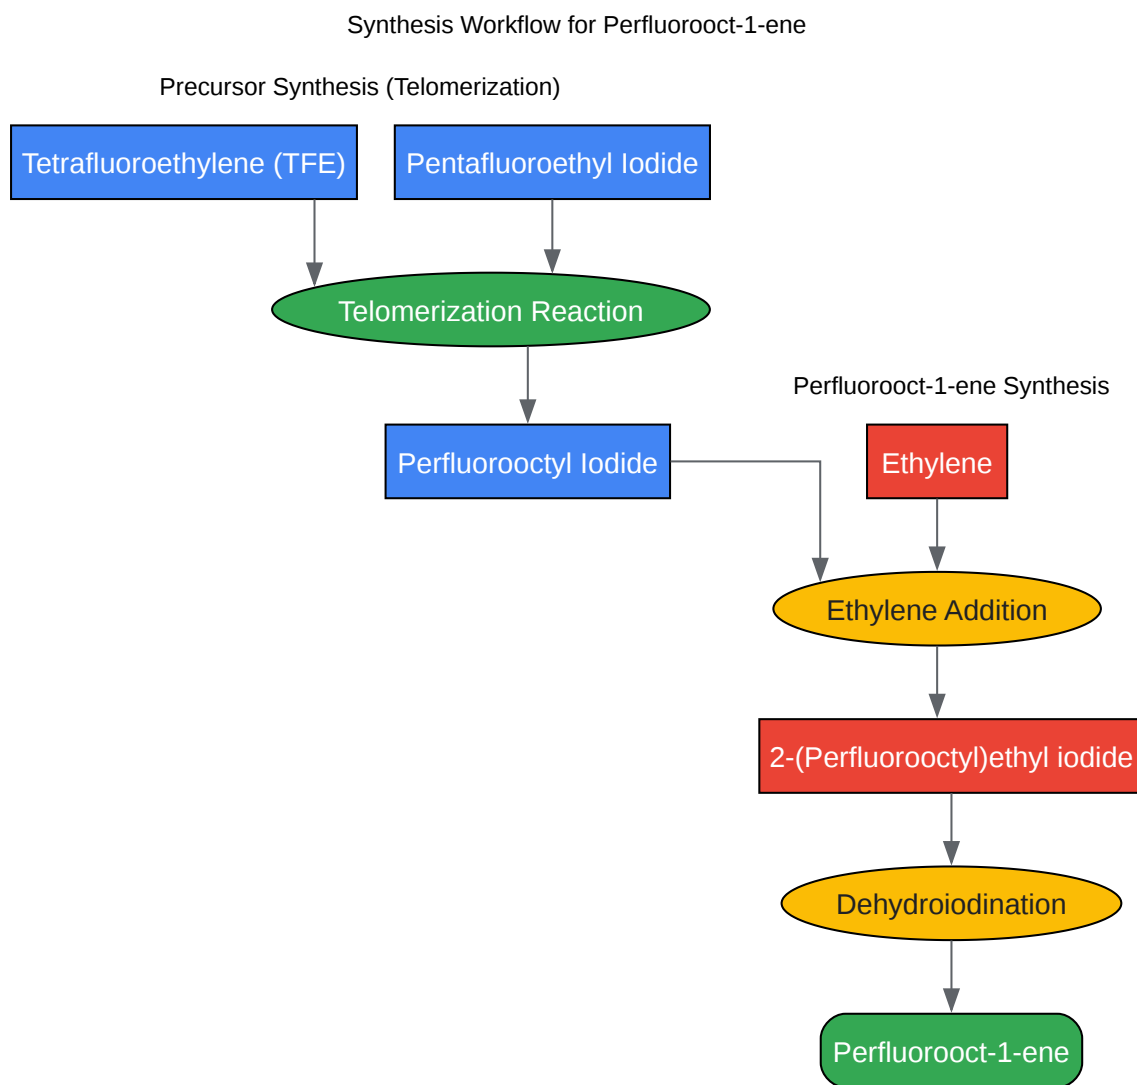 Synthesis Workflow for Perfluorooct-1-ene
Precursor Synthesis (Telomerization)
Tetrafluoroethylene (TFE)
Pentafluoroethyl Iodide
Telomerization Reaction
Perfluorooct-1-ene Synthesis
Perfluorooctyl Iodide
Ethylene
Ethylene Addition
2-(Perfluorooctyl)ethyl iodide
Dehydroiodination
Perfluorooct-1-ene